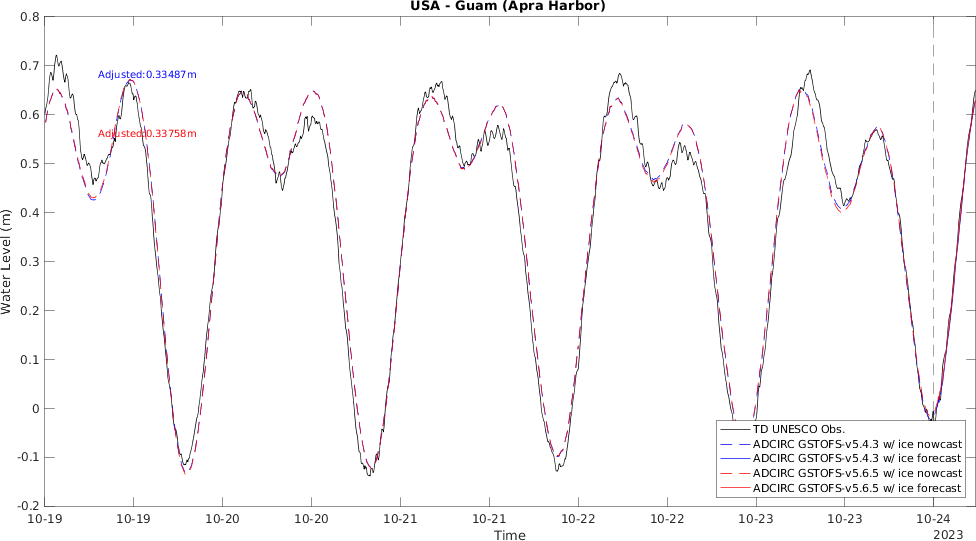 USA - Guam (Apra Harbor)
0.8
0.7
0.6
0.5
0.4
0.3
0.2
0.1
0
-0.1
-0.2
Water Level (m)
Adjusted:0.33487m
Adjusted:0.33758m
TD UNESCO Obs.
ADCIRC GSTOFS-v5.4.3 w/ ice nowcast
ADCIRC GSTOFS-v5.4.3 w/ ice forecast
ADCIRC GSTOFS-v5.6.5 w/ ice nowcast
ADCIRC GSTOFS-v5.6.5 w/ ice forecast
10-19 10-19 10-20 10-20 10-21 10-21 10-22 10-22 10-23 10-23 10-24
Time
2023